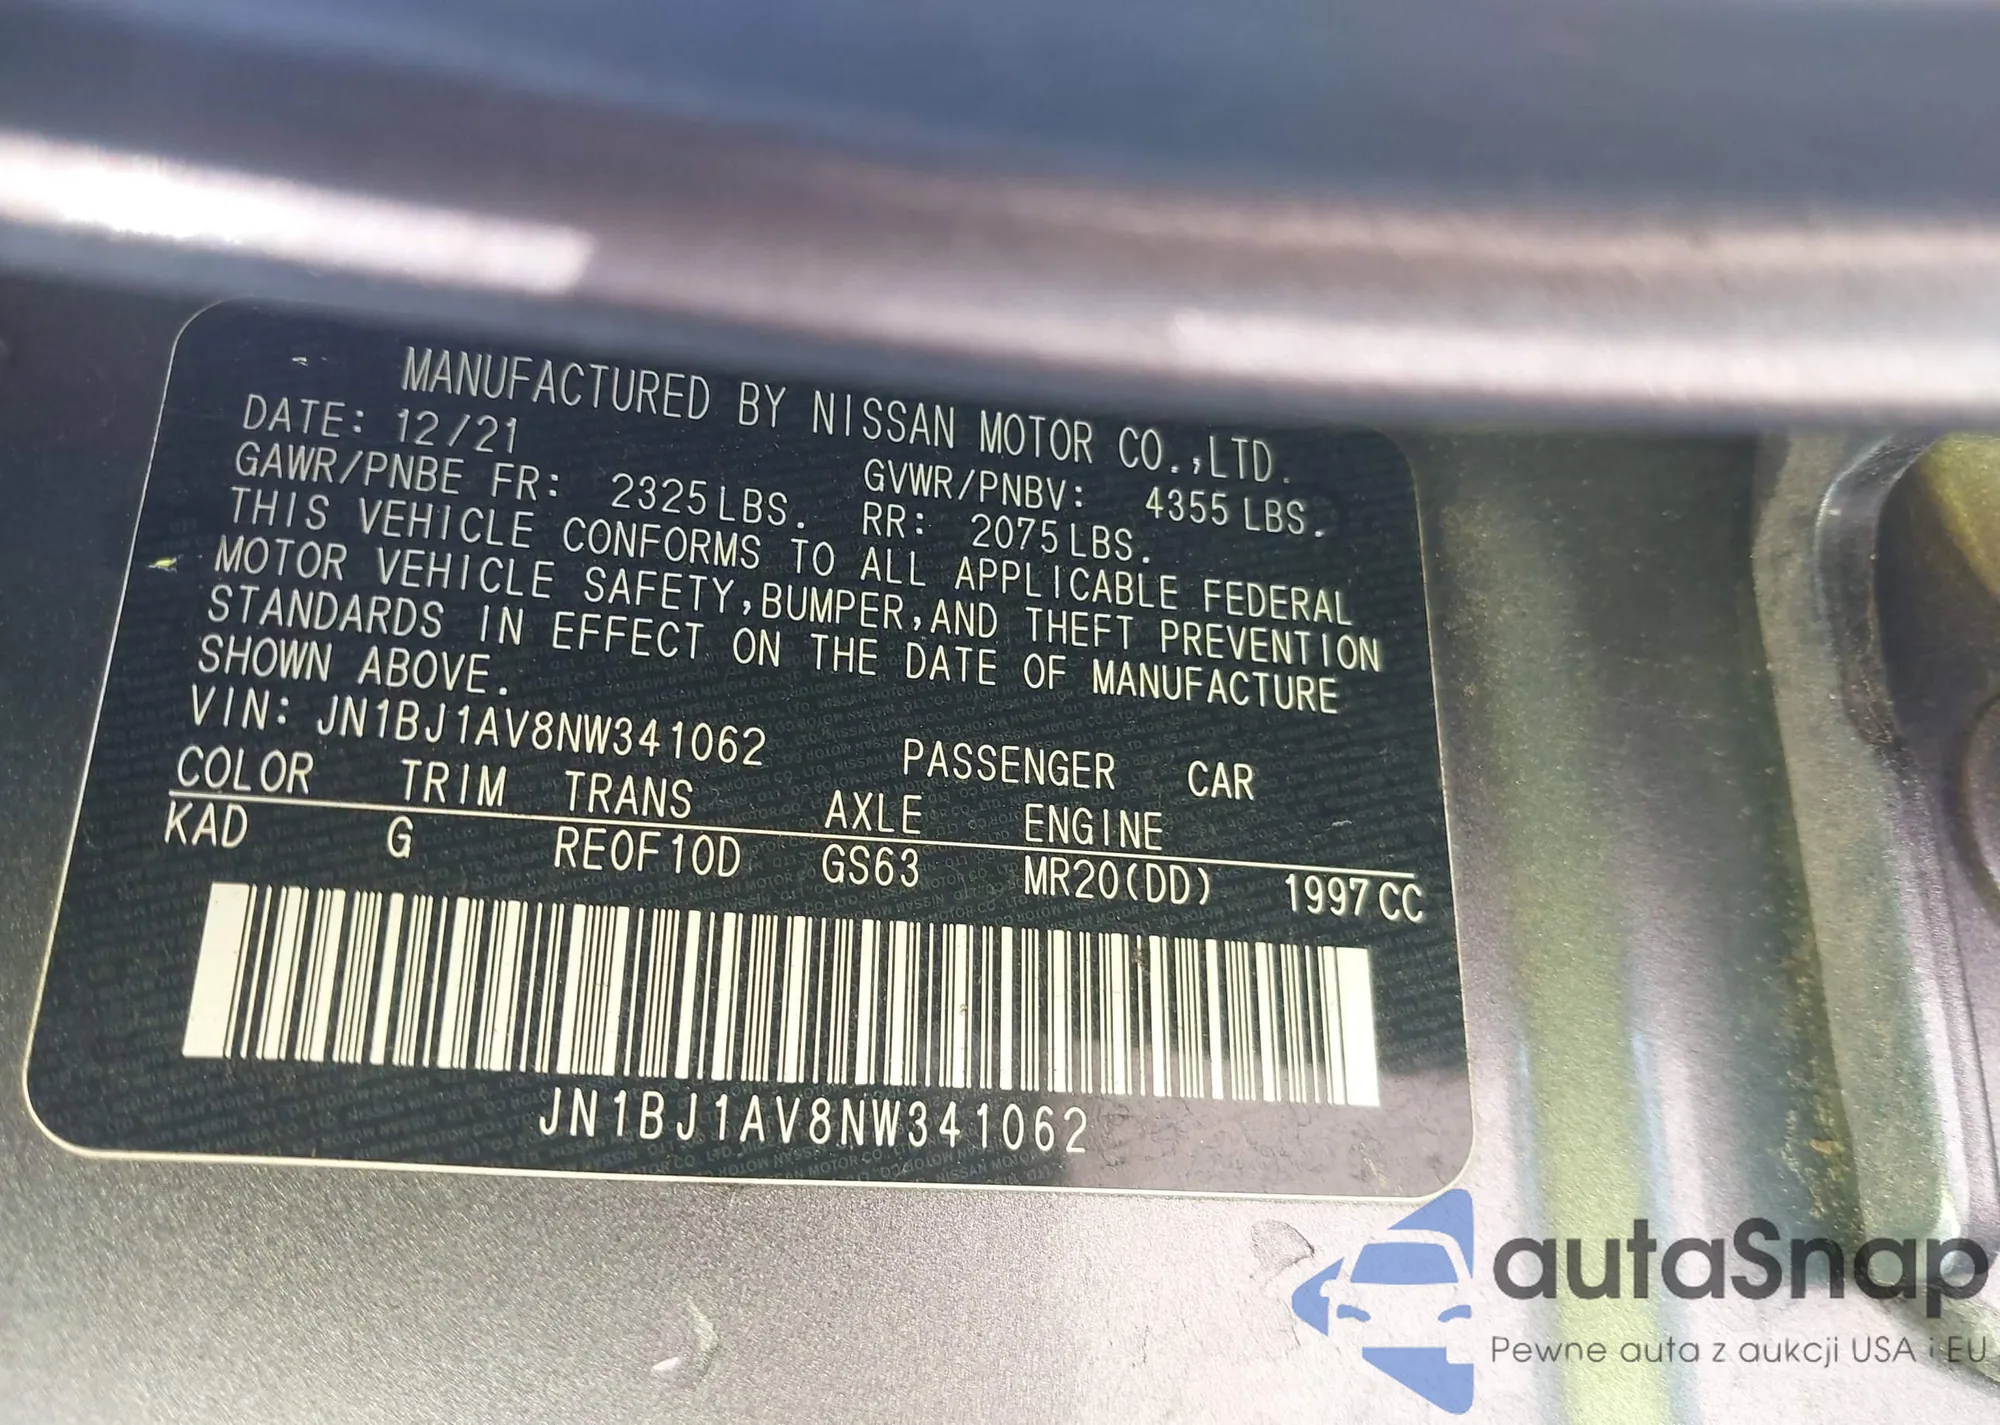 MANUFACTURED BY NISSAN MOTOR CO.,LTD.
DATE: 12/21
GVWR/PNBV: 4355 LBS.
GAWR/PNBE FR: 2325 LBS. RR: 2075 LBS.
THIS VEHICLE CONFORMS TO ALL APPLICABLE FEDERAL
MOTOR VEHICLE SAFETY,BUMPER,AND THEFT PREVENTION
STANDARDS IN EFFECT ON THE DATE OF MANUFACTURE
SHOWN ABOVE.
VIN: JN1BJ1AV8NW341062 PASSENGER CAR
COLOR TRIM TRANS AXLE ENGINE
KAD G RE0F10D GS63 MR20(DD) 1997 CC
JN1BJ1AV8NW341062
autaSnap
Pewne auta z aukcji USA i EU